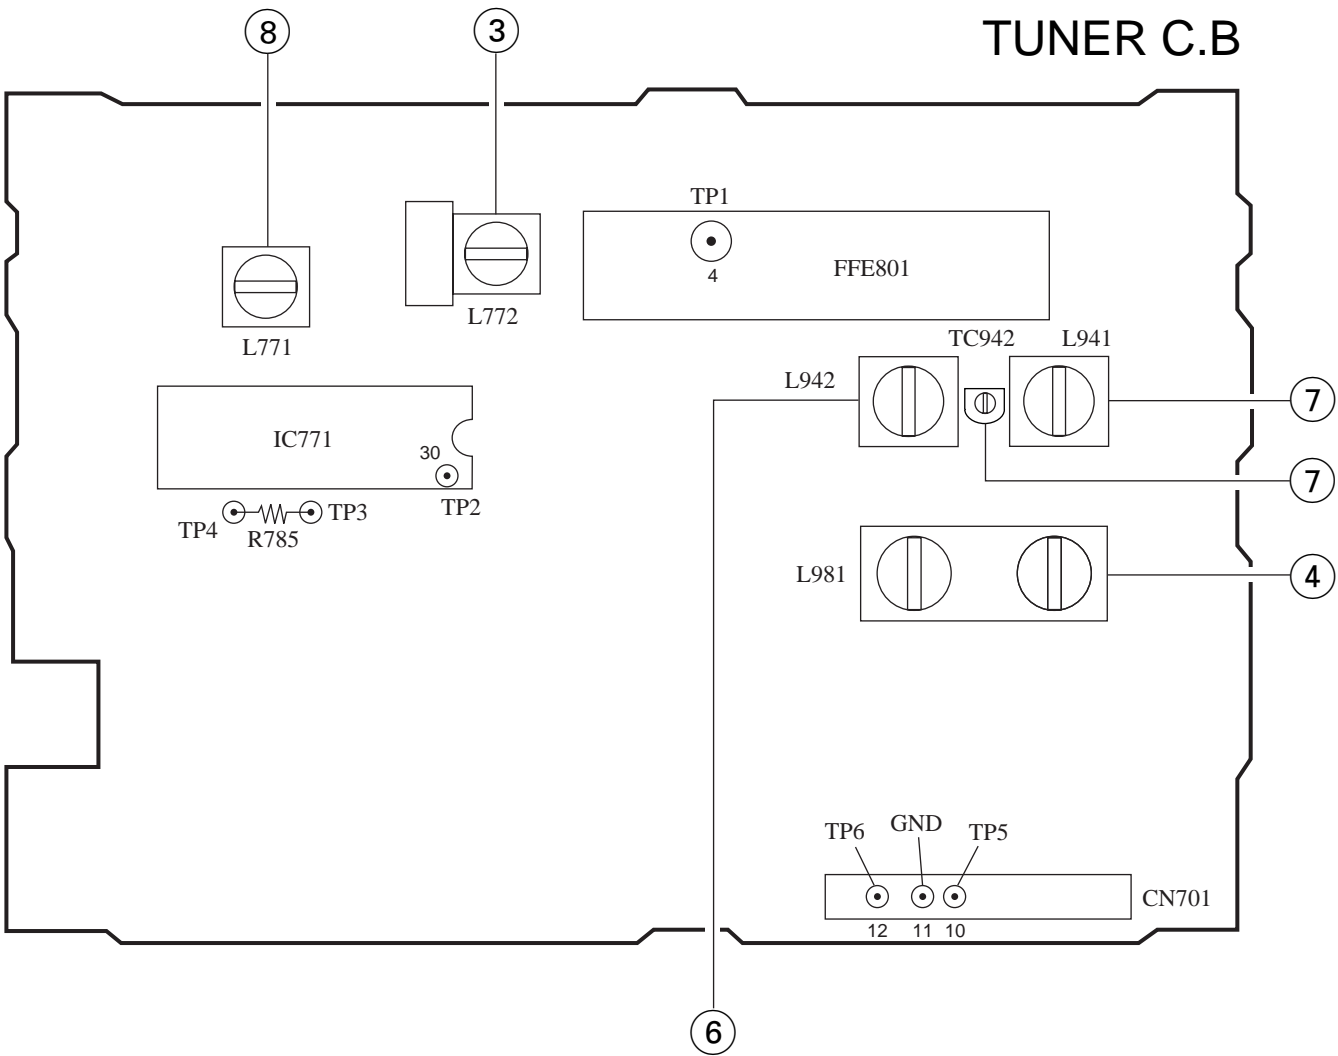 8
3
TUNER C.B
TP1
4
FFE801
L772
L771
TC942
L941
L942
7
IC771
30
TP2
7
TP4
R785
TP3
L981
4
TP6
GND
TP5
CN701
12
11
10
6